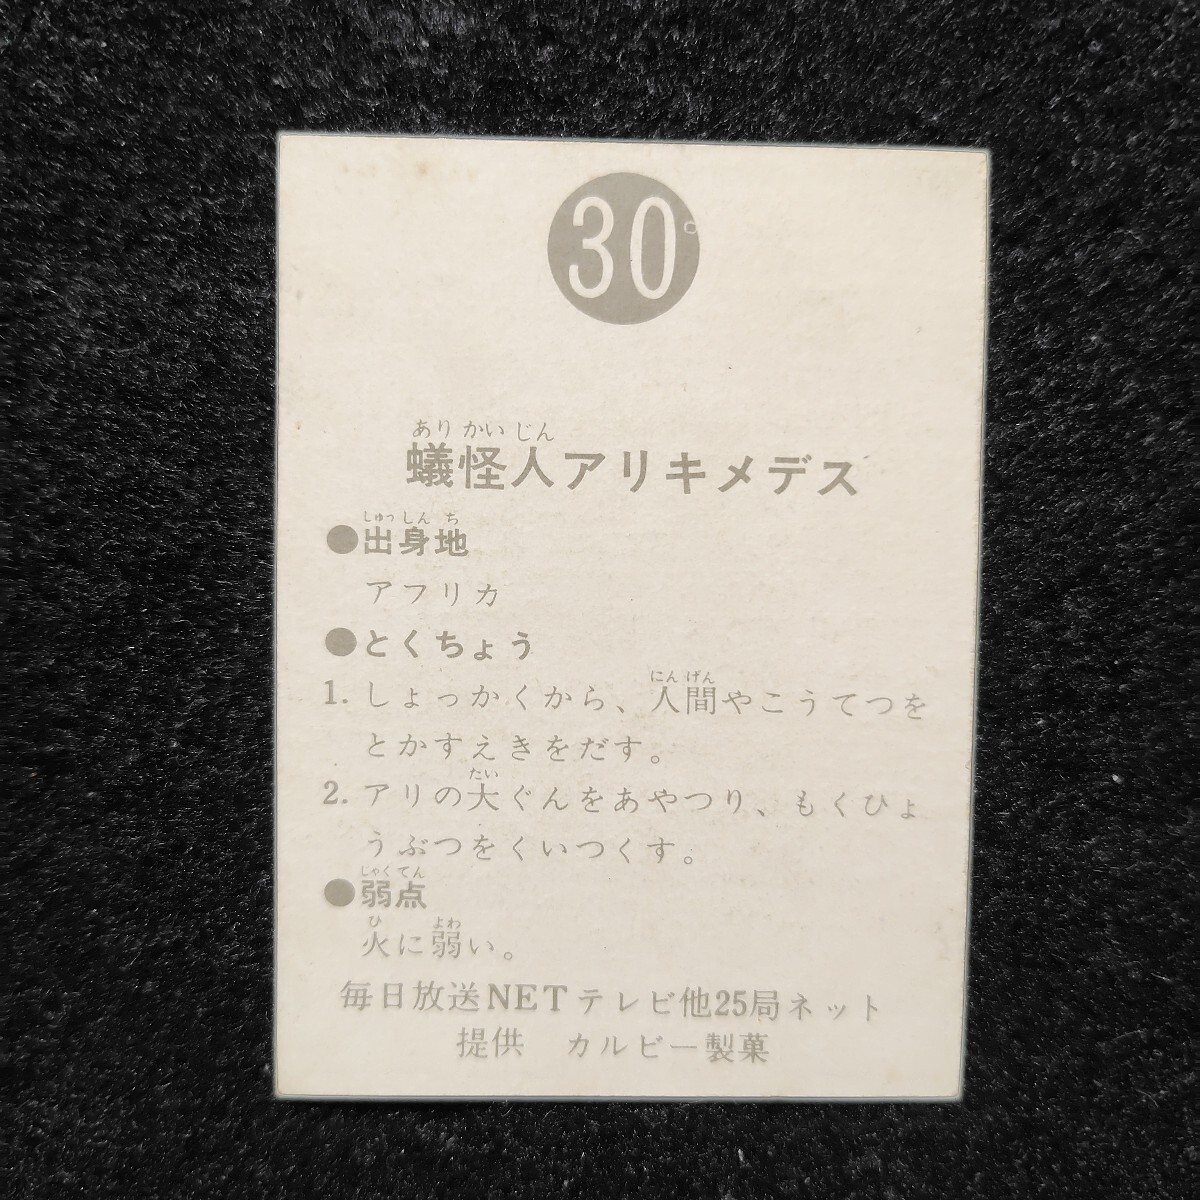 30
ありかいじん
蟻怪人アリキメデス
しゅっしんち
●出身地
アフリカ
●とくちょう
にんげん
1. しょっかくから、人間やこうてつを
とかすえきをだす。
たい
2. アリの大ぐんをあやつり、もくひょ
うぶつをくいつくす。
じゃくてん
●弱点
ひ よわ
火に弱い。
毎日放送NETテレビ他25局ネット
提供 カルビー製菓